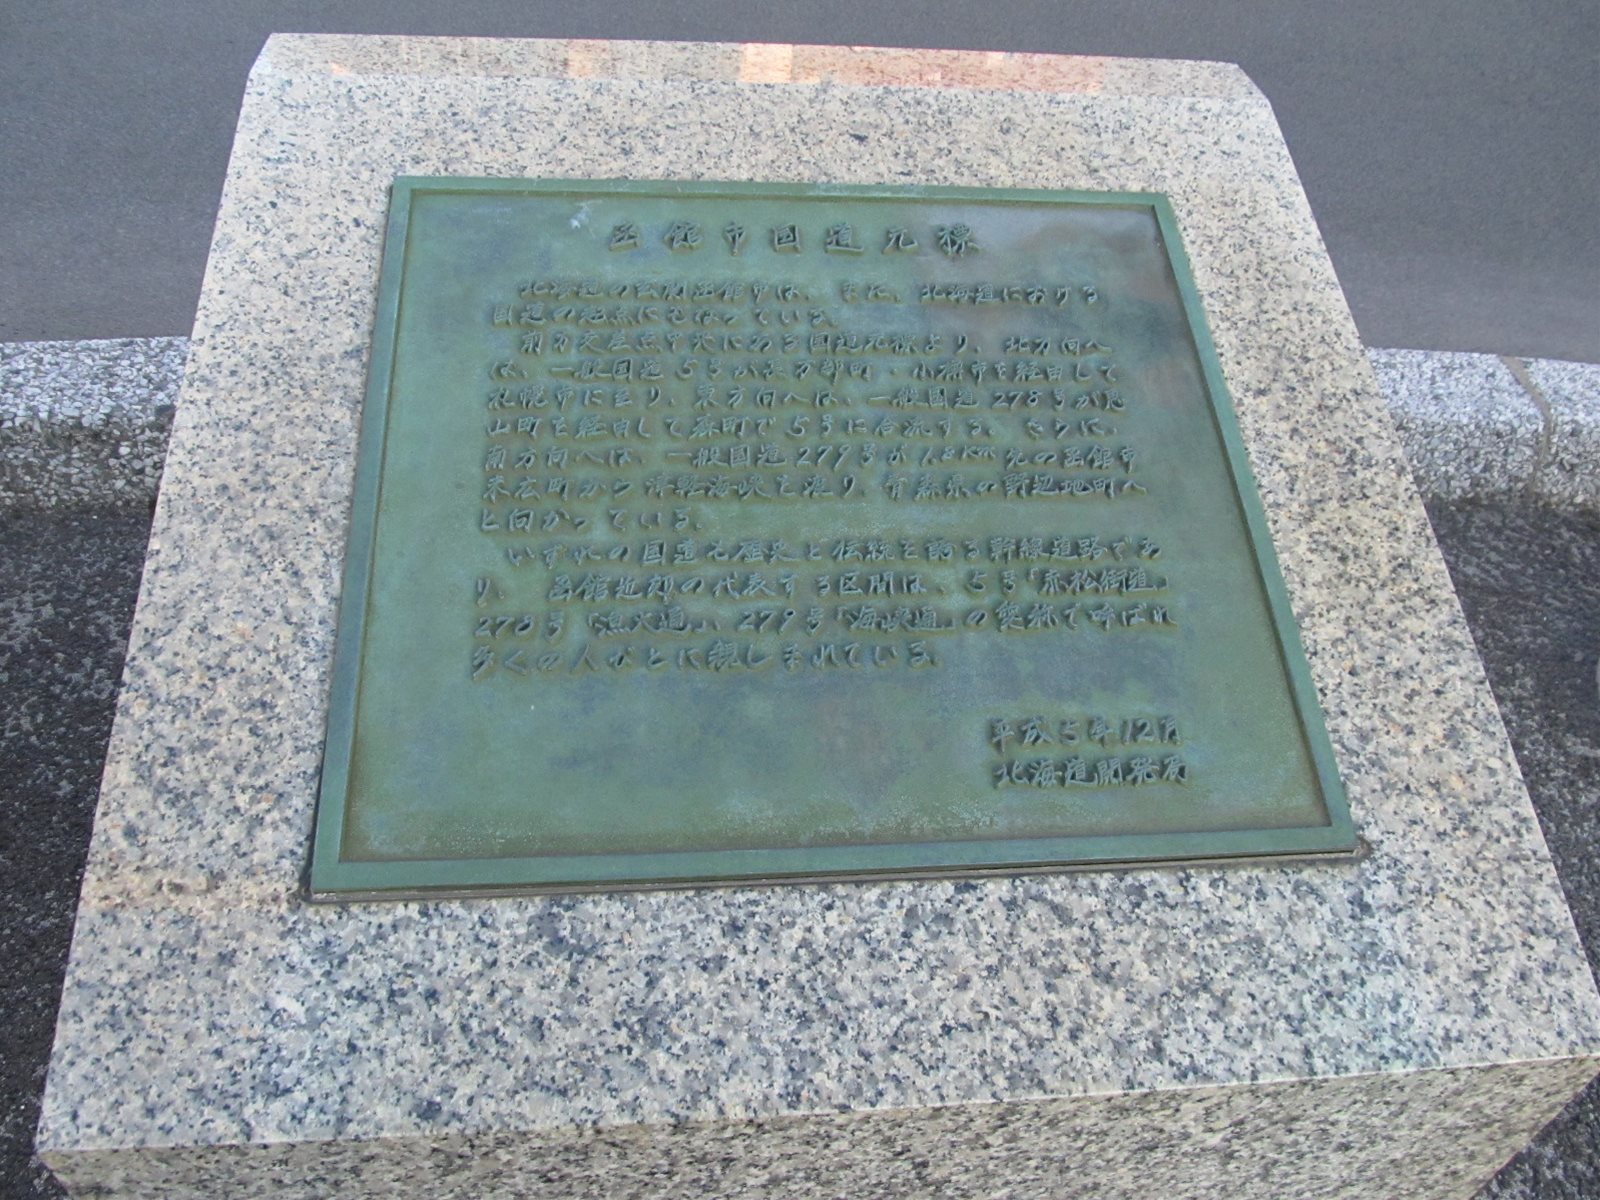 函館市国道元標
北海道の玄関函館市は、また、北海道における
国道の起点にもなっている。
前方交差点中央にある国道元標より、北方向へ
は、一般国道5号が長万部町・小樽市を経由して
札幌市に至り、東方向へは、一般国道278号が恵
山町を経由して森町で5号に合流する。さらに、
南方向へは、一般国道279号が1.8km先の函館市
末広町から津軽海峡を渡り、青森県の野辺地町へ
と向かっている。
いずれの国道も歴史と伝統を誇る幹線道路であ
り、函館近郊の代表する区間は、5号「赤松街道」
278号「漁火道」、279号「海峡通」の愛称で呼ばれ
多くの人びとに親しまれている。
平成5年12月
北海道開発局